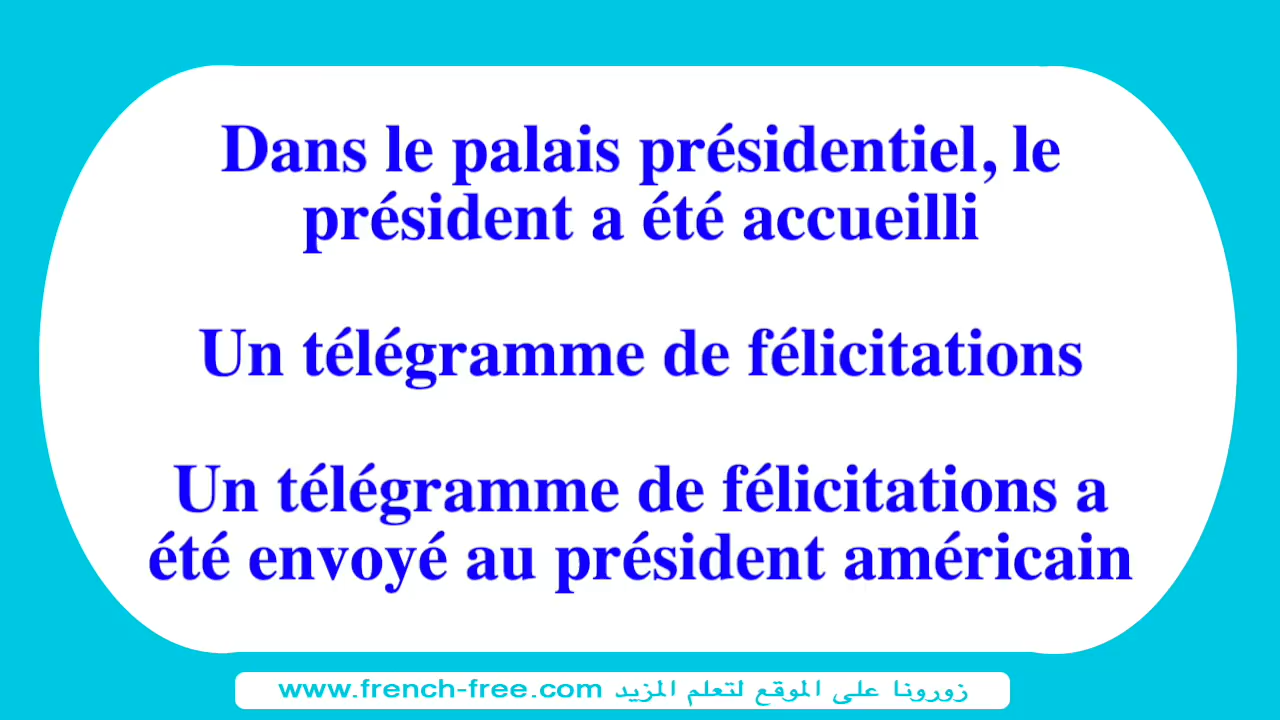 Dans le palais présidentiel, le
président a été accueilli
Un télégramme de félicitations
Un télégramme de félicitations a
été envoyé au président américain
www.french-free.com زورونا على الموقع لتعلم المزيد